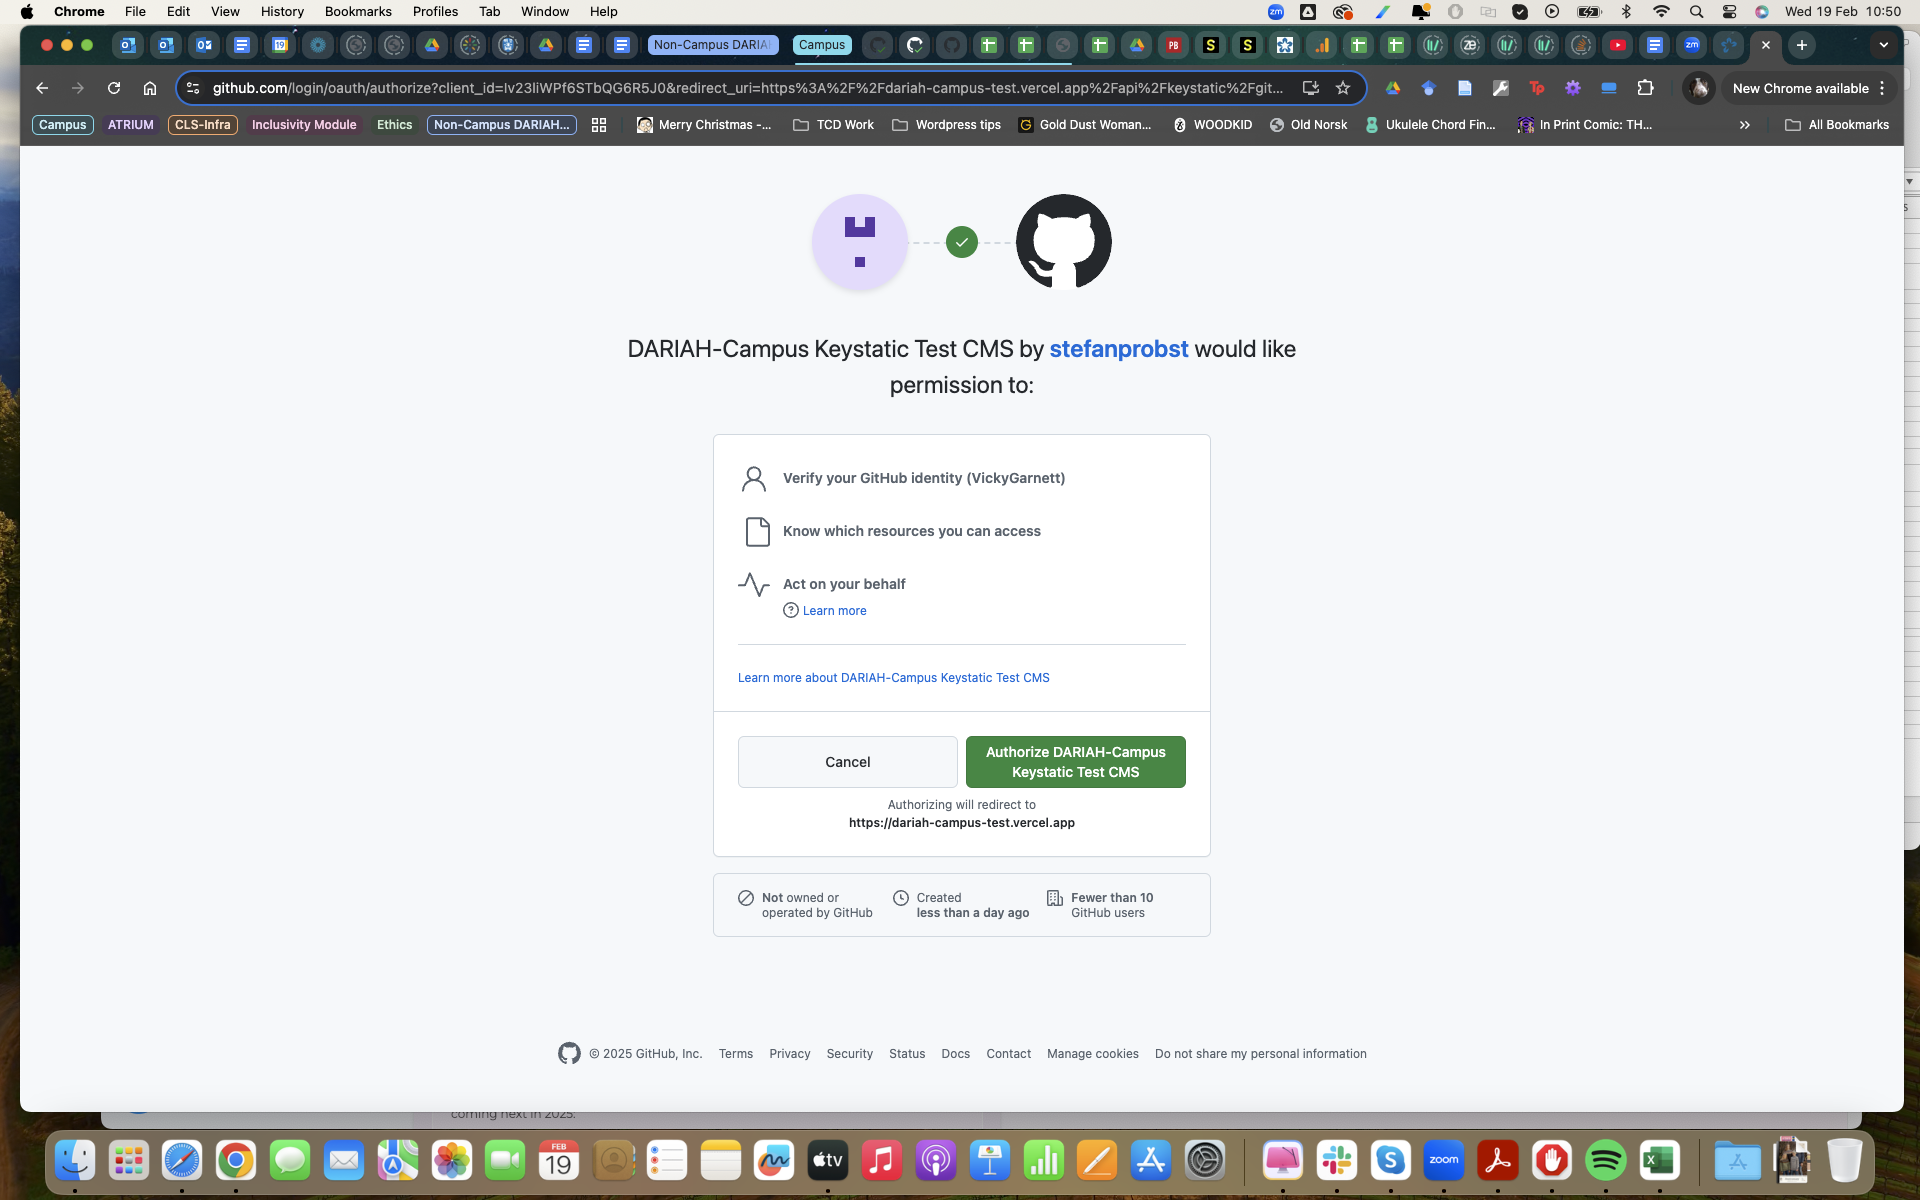 Chrome File Edit View History Bookmarks Profiles Tab Window Help
zm
Wed 19 Feb 10:50
Non-Campus DARIA
Campus
PB
S
S
zm
github.com/login/oauth/authorize?client_id=Iv23liWPf6STbQG6R5J0&redirect_uri=https%3A%2F%2Fdariah-campus-test.vercel.app%2Fapi%2Fkeystatic%2Fgit...
New Chrome available
Campus ATRIUM CLS-Infra Inclusivity Module Ethics Non-Campus DARIAH... Merry Christmas -... TCD Work Wordpress tips Gold Dust Woman... WOODKID Old Norsk Ukulele Chord Fin... In Print Comic: TH... » All Bookmarks
DARIAH-Campus Keystatic Test CMS by stefanprobst would like
permission to:
Verify your GitHub identity (VickyGarnett)
Know which resources you can access
Act on your behalf
Learn more
Learn more about DARIAH-Campus Keystatic Test CMS
Cancel
Authorize DARIAH-Campus
Keystatic Test CMS
Authorizing will redirect to
https://dariah-campus-test.vercel.app
Not owned or
operated by GitHub
Created
less than a day ago
Fewer than 10
GitHub users
© 2025 GitHub, Inc. Terms Privacy Security Status Docs Contact Manage cookies Do not share my personal information
coming next in 2025.
FEB
19
tv
zoom